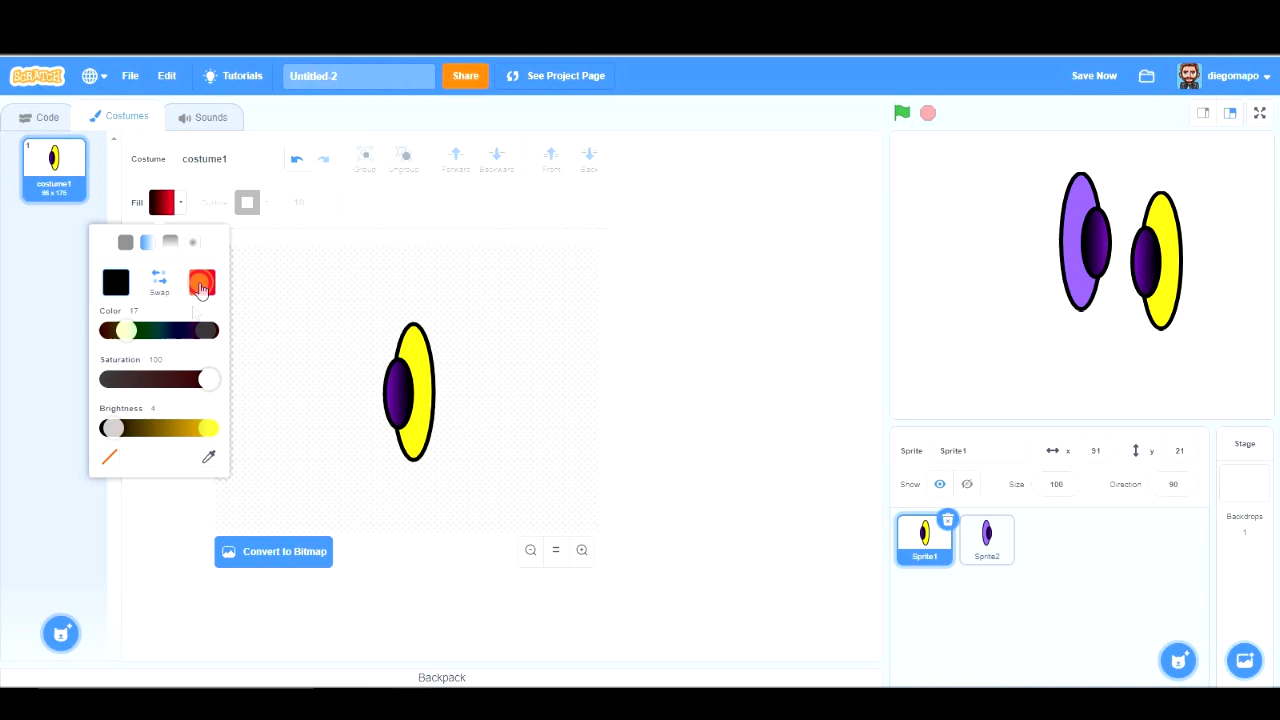 SCRATCH File Edit Tutorials Untitled-2 Share See Project Page Save Now diegomapo
Code Costumes Sounds
1
costume1
66 x 175
Costume costume1 Group Ungroup Forward Backward Front Back
Fill Outline 10
Swap
Color 17
Saturation 100
Brightness 4
Convert to Bitmap
Backpack
Sprite Sprite1 x 91 y 21
Show Size 100 Direction 90
Sprite1 Sprite2
Stage
Backdrops
1